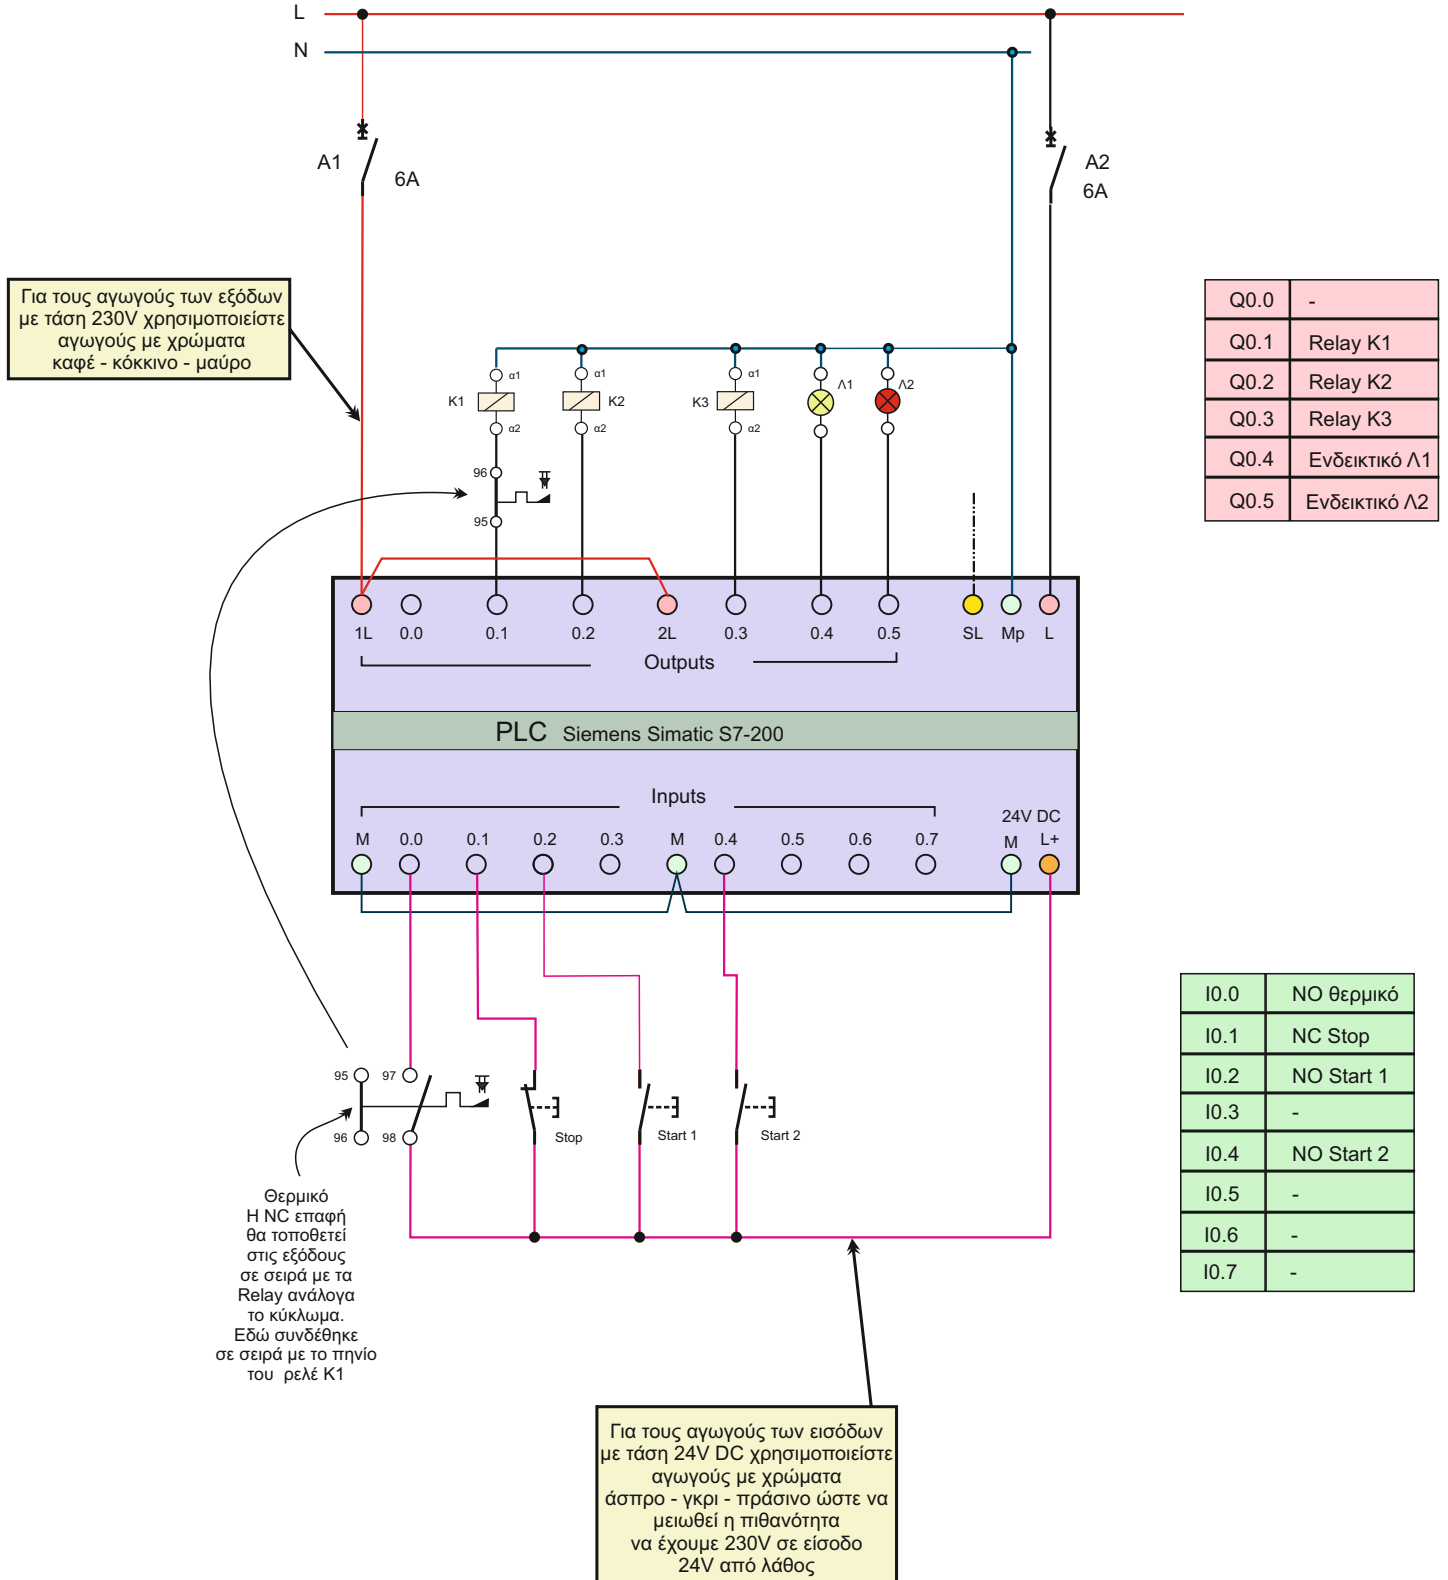 L
N
A1
6A
A2
6A
Για τους αγωγούς των εξόδων
με τάση 230V χρησιμοποιείστε
αγωγούς με χρώματα
καφέ - κόκκινο - μαύρο
Q0.0 -
Q0.1 Relay K1
Q0.2 Relay K2
Q0.3 Relay K3
Q0.4 Ενδεικτικό Λ1
Q0.5 Ενδεικτικό Λ2
α1 α1 α1 Λ1 Λ2
K1 K2 K3
α2 α2 α2
96
95
1L 0.0 0.1 0.2 2L 0.3 0.4 0.5 SL Mp L
Outputs
PLC Siemens Simatic S7-200
Inputs
24V DC
M 0.0 0.1 0.2 0.3 M 0.4 0.5 0.6 0.7 M L+
I0.0 NO θερμικό
I0.1 NC Stop
I0.2 NO Start 1
I0.3 -
I0.4 NO Start 2
I0.5 -
I0.6 -
I0.7 -
95 97
96 98 Stop Start 1 Start 2
Θερμικό
Η NC επαφή
θα τοποθετεί
στις εξόδους
σε σειρά με τα
Relay ανάλογα
το κύκλωμα.
Εδώ συνδέθηκε
σε σειρά με το πηνίο
του ρελέ K1
Για τους αγωγούς των εισόδων
με τάση 24V DC χρησιμοποιείστε
αγωγούς με χρώματα
άσπρο - γκρι - πράσινο ώστε να
μειωθεί η πιθανότητα
να έχουμε 230V σε είσοδο
24V από λάθος